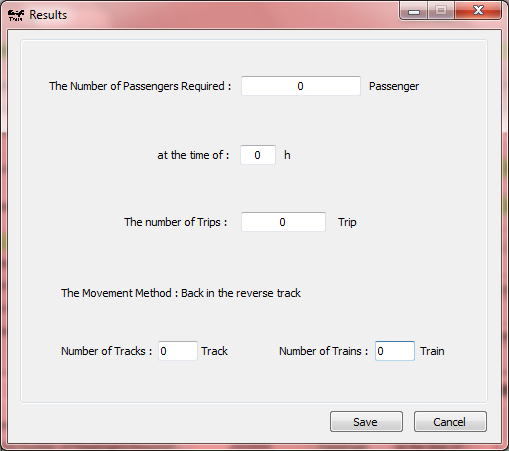 Results
The Number of Passengers Required : 0 Passenger
at the time of : 0 h
The number of Trips : 0 Trip
The Movement Method : Back in the reverse track
Number of Tracks : 0 Track Number of Trains : 0 Train
Save Cancel